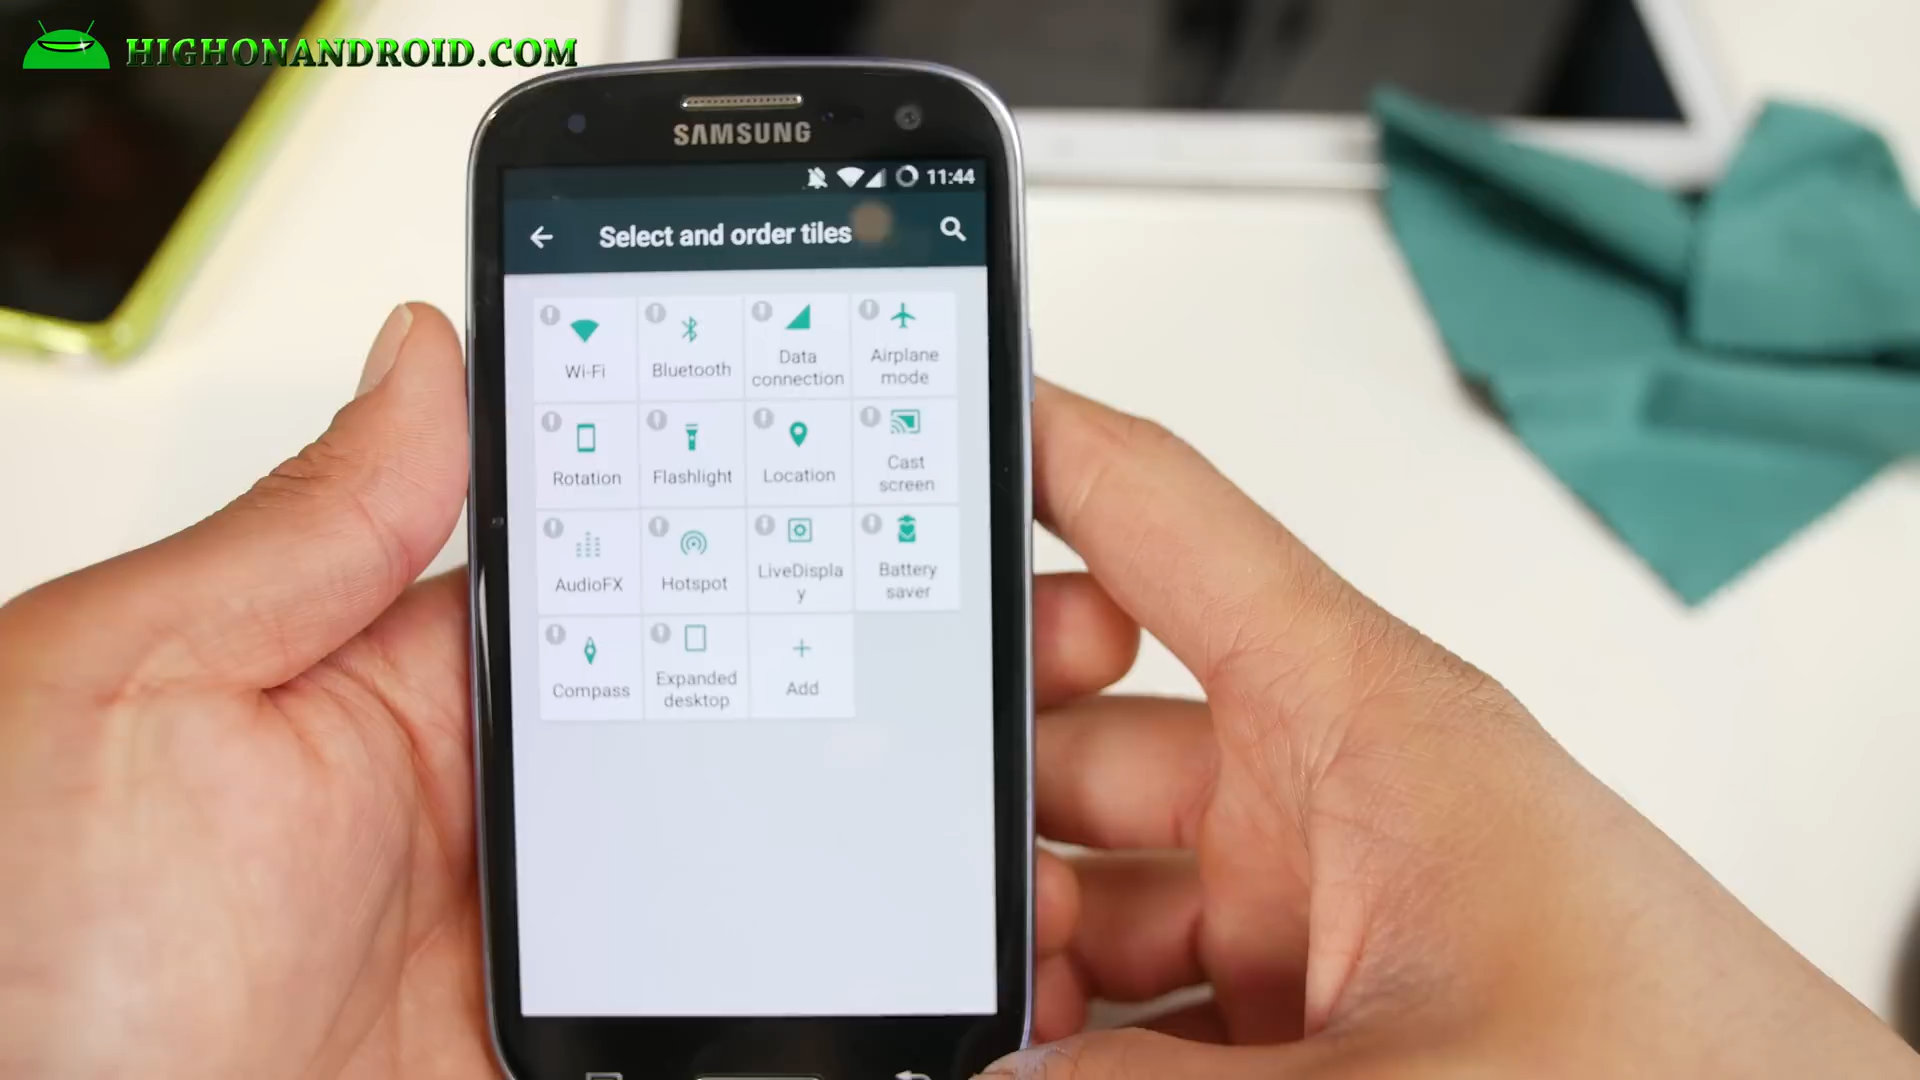 HIGHONANDROID.COM
SAMSUNG
11:44
Select and order tiles
Wi-Fi
Bluetooth
Data
connection
Airplane
mode
Rotation
Flashlight
Location
Cast
screen
AudioFX
Hotspot
LiveDispla
y
Battery
saver
Compass
Expanded
desktop
Add